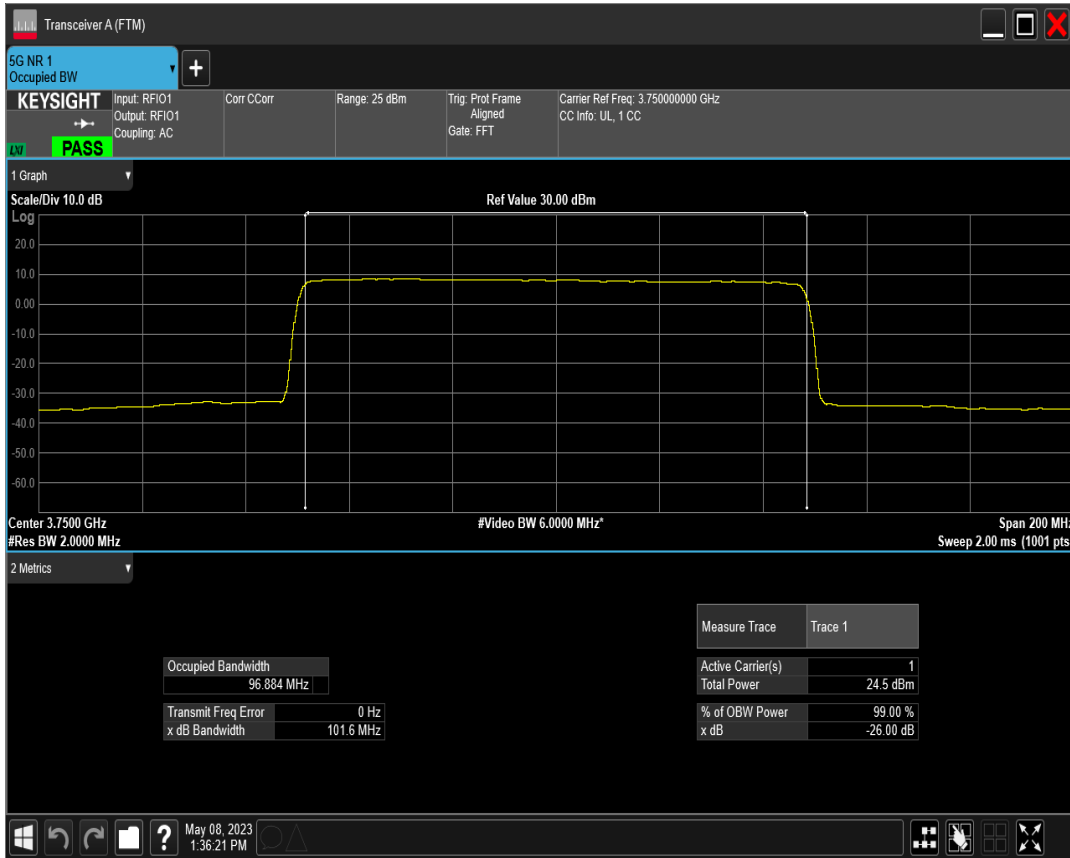 Transceiver A (FTM)
5G NR 1
Occupied BW
+
KEYSIGHT
LXI
PASS
Input: RFIO1
Output: RFIO1
Coupling: AC
Corr CCorr
Range: 25 dBm
Trig: Prot Frame
Aligned
Gate: FFT
Carrier Ref Freq: 3.750000000 GHz
CC Info: UL, 1 CC
1 Graph
Scale/Div 10.0 dB
Ref Value 30.00 dBm
Log
20.0
10.0
0.00
-10.0
-20.0
-30.0
-40.0
-50.0
-60.0
Center 3.7500 GHz
#Video BW 6.0000 MHz*
Span 200 MHz
#Res BW 2.0000 MHz
Sweep 2.00 ms (1001 pts
2 Metrics
Measure Trace Trace 1
Occupied Bandwidth
96.884 MHz
Active Carrier(s) 1
Total Power 24.5 dBm
Transmit Freq Error 0 Hz
x dB Bandwidth 101.6 MHz
% of OBW Power 99.00 %
x dB -26.00 dB
?
May 08, 2023
1:36:21 PM